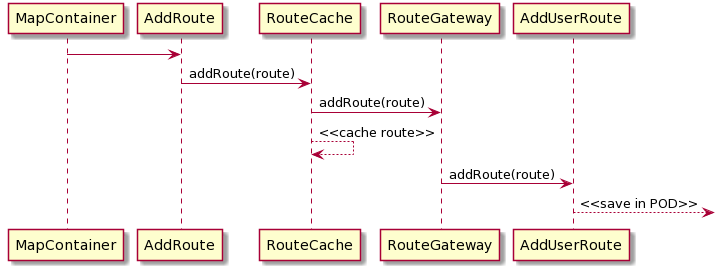 MapContainer AddRoute RouteCache RouteGateway AddUserRoute
addRoute(route)
addRoute(route)
<<cache route>>
addRoute(route)
<<save in POD>>
MapContainer AddRoute RouteCache RouteGateway AddUserRoute